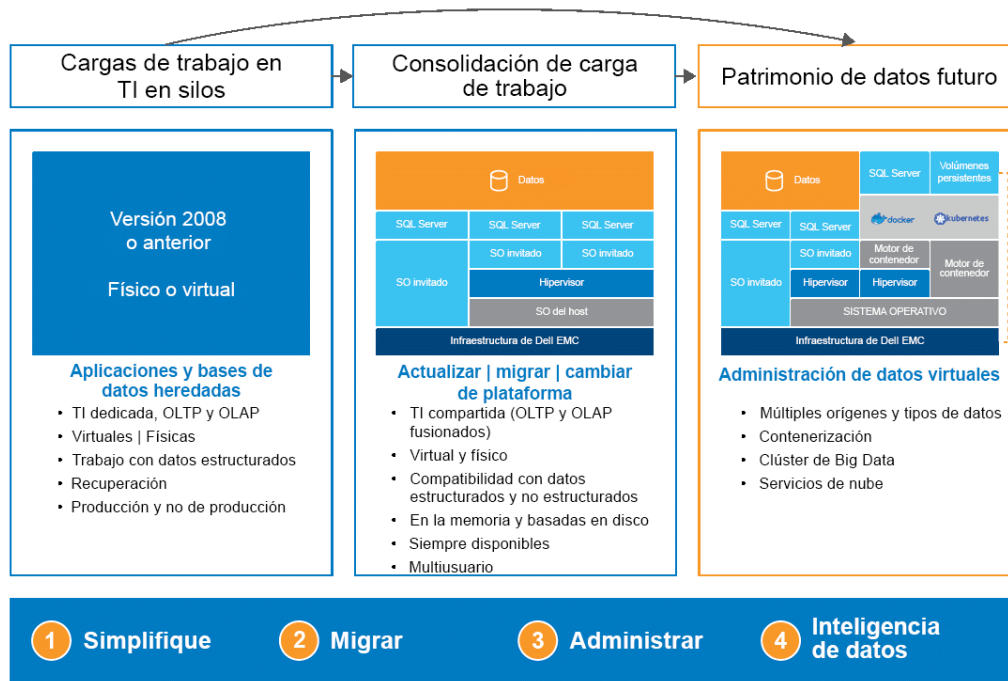 Cargas de trabajo en
TI en silos
Consolidación de carga
de trabajo
Patrimonio de datos futuro
Versión 2008
o anterior
Físico o virtual
Aplicaciones y bases de
datos heredadas
• TI dedicada, OLTP y OLAP
• Virtuales | Físicas
• Trabajo con datos estructurados
• Recuperación
• Producción y no de producción
Datos
SQL Server
SQL Server
SQL Server
SO invitado
SO invitado
SO invitado
Hipervisor
SO del host
Infraestructura de Dell EMC
Actualizar | migrar | cambiar
de plataforma
• TI compartida (OLTP y OLAP
fusionados)
• Virtual y físico
• Compatibilidad con datos
estructurados y no estructurados
• En la memoria y basadas en disco
• Siempre disponibles
• Multiusuario
Datos
SQL Server
Volúmenes
persistentes
SQL Server
SQL Server
docker
kubernetes
SO invitado
SO invitado
Motor de
contenedor
Motor de
contenedor
Hipervisor
Hipervisor
SISTEMA OPERATIVO
Infraestructura de Dell EMC
Administración de datos virtuales
• Múltiples orígenes y tipos de datos
• Contenerización
• Clúster de Big Data
• Servicios de nube
1 Simplifique
2 Migrar
3 Administrar
4 Inteligencia
de datos